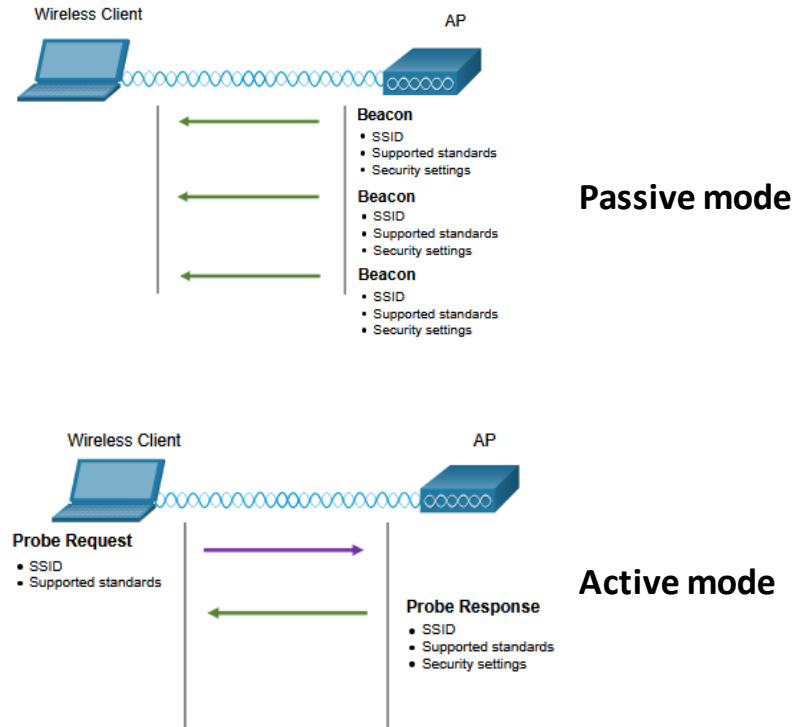 Wireless Client
AP
Beacon
• SSID
• Supported standards
• Security settings
Beacon
• SSID
• Supported standards
• Security settings
Beacon
• SSID
• Supported standards
• Security settings
Passive mode
Wireless Client
AP
Probe Request
• SSID
• Supported standards
Probe Response
• SSID
• Supported standards
• Security settings
Active mode